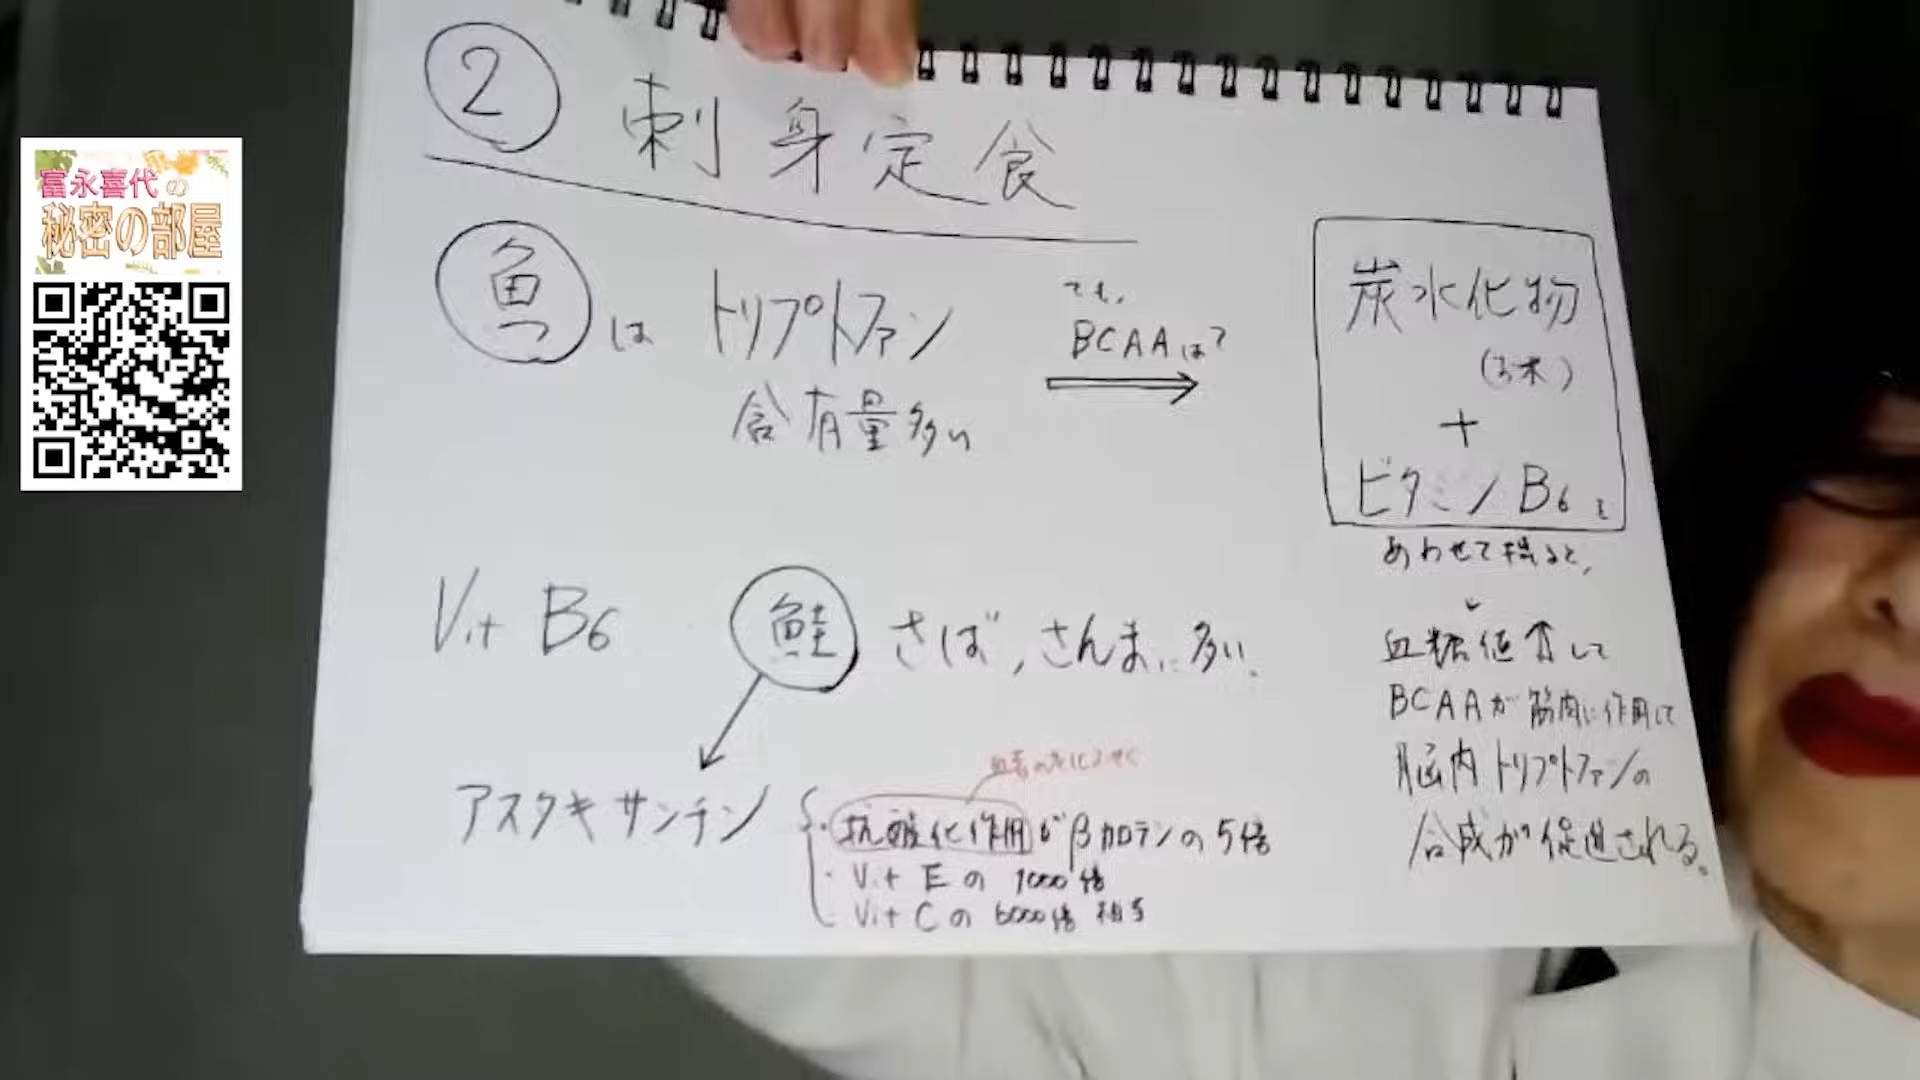 富永喜代の
秘密の部屋
② 刺身定食
魚は トリプトファン
含有量多い
でも、
BCAAは？
炭水化物
(お米)
+
ビタミンB6を
あわせて摂ると、
血糖値↑して
BCAAが筋肉に作用して
脳内トリプトファンの
合成が促進される。
Vit B6 鮭 さば、さんまに多い。
アスタキサンチン
・抗酸化作用がβカロテンの5倍
・Vit Eの 1000倍
・Vit Cの 6000倍 相当